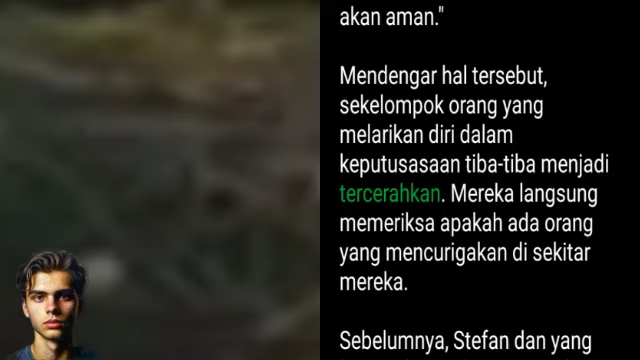 akan aman."
Mendengar hal tersebut,
sekelompok orang yang
melarikan diri dalam
keputusasaan tiba-tiba menjadi
tercerahkan. Mereka langsung
memeriksa apakah ada orang
yang mencurigakan di sekitar
mereka.
Sebelumnya, Stefan dan yang